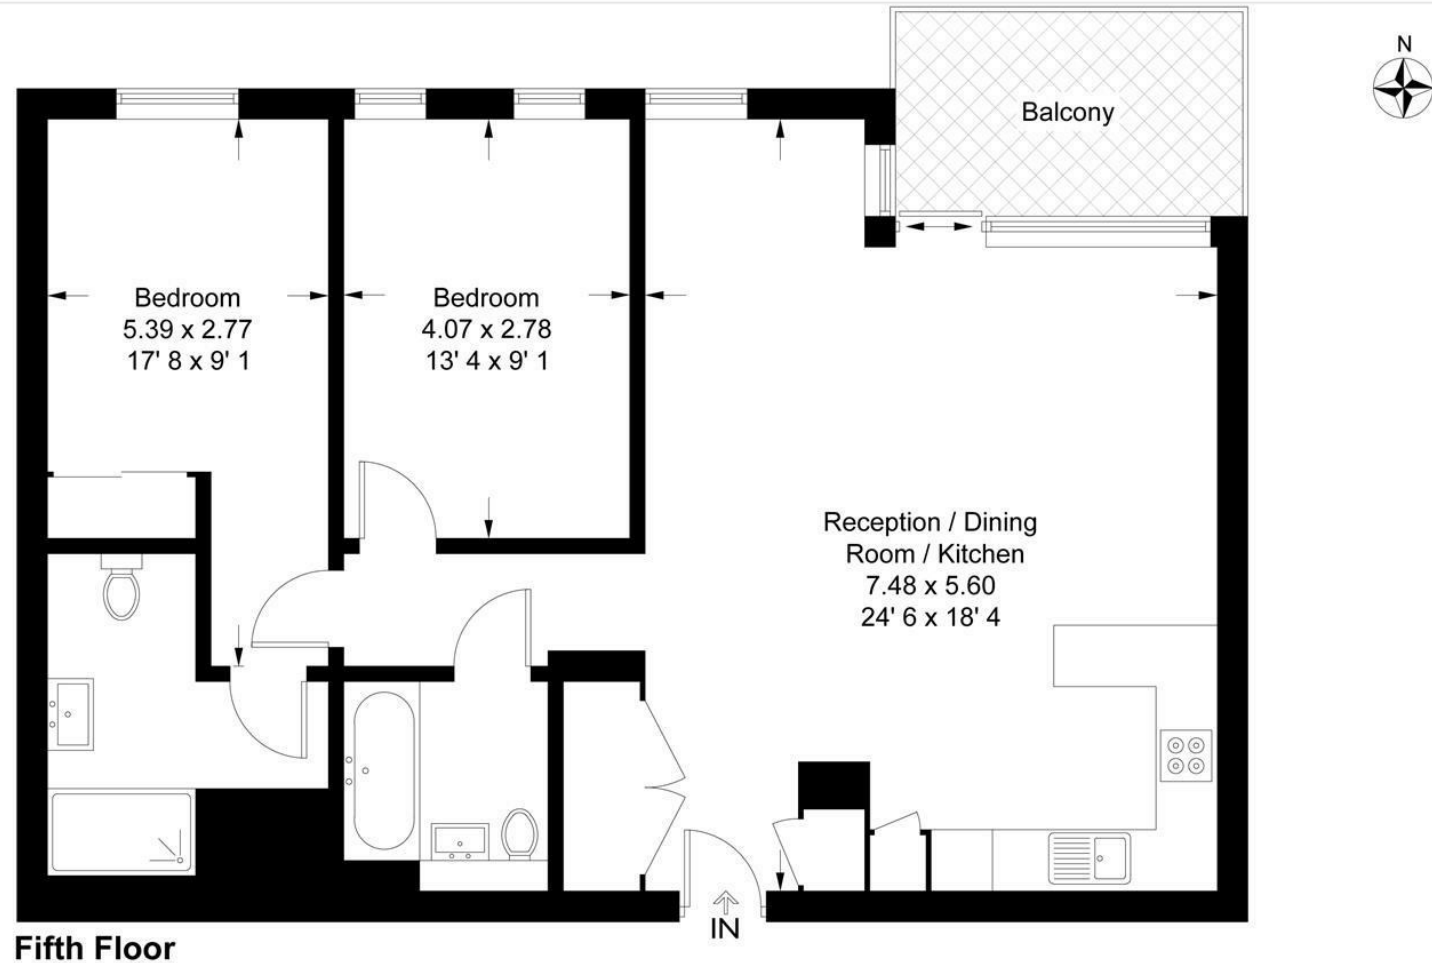 N
Balcony
Bedroom
5.39 x 2.77
17' 8 x 9' 1
Bedroom
4.07 x 2.78
13' 4 x 9' 1
Reception / Dining
Room / Kitchen
7.48 x 5.60
24' 6 x 18' 4
IN
Fifth Floor